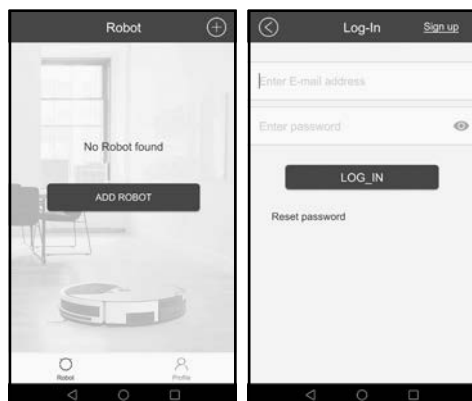 Robot
No Robot found
ADD ROBOT
Robot
Profile
Log-In
Sign up
Enter E-mail address
Enter password
LOG_IN
Reset password